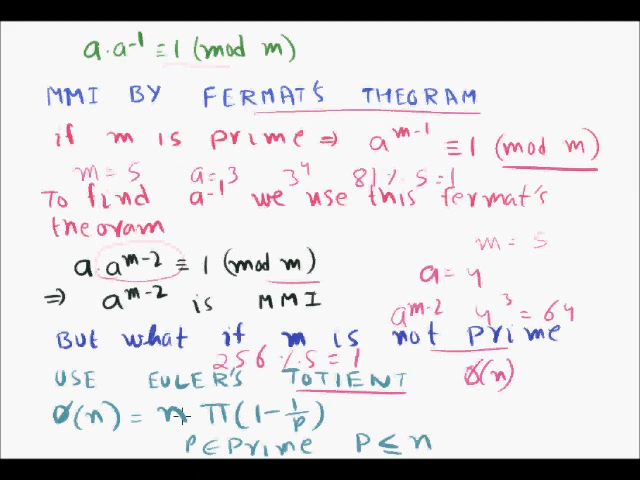 a·a⁻¹ ≡ 1 (mod m)
MMI BY FERMAT'S THEORAM
if m is prime ⇒ a^m-1 ≡ 1 (mod m)
m = 5 a = 3 3⁴ 81 % 5 = 1
To find a⁻¹ we use this fermat's
theoram
m = 5
a·a^m-2 ≡ 1 (mod m)
a = 4
⇒ a^m-2 is MMI
a^m-2 4³ = 64
But what if m is not prime
256 % 5 = 1
USE EULER'S TOTIENT ø(n)
ø(n) = n π(1 - 1/p)
P∈Prime P ≤ n